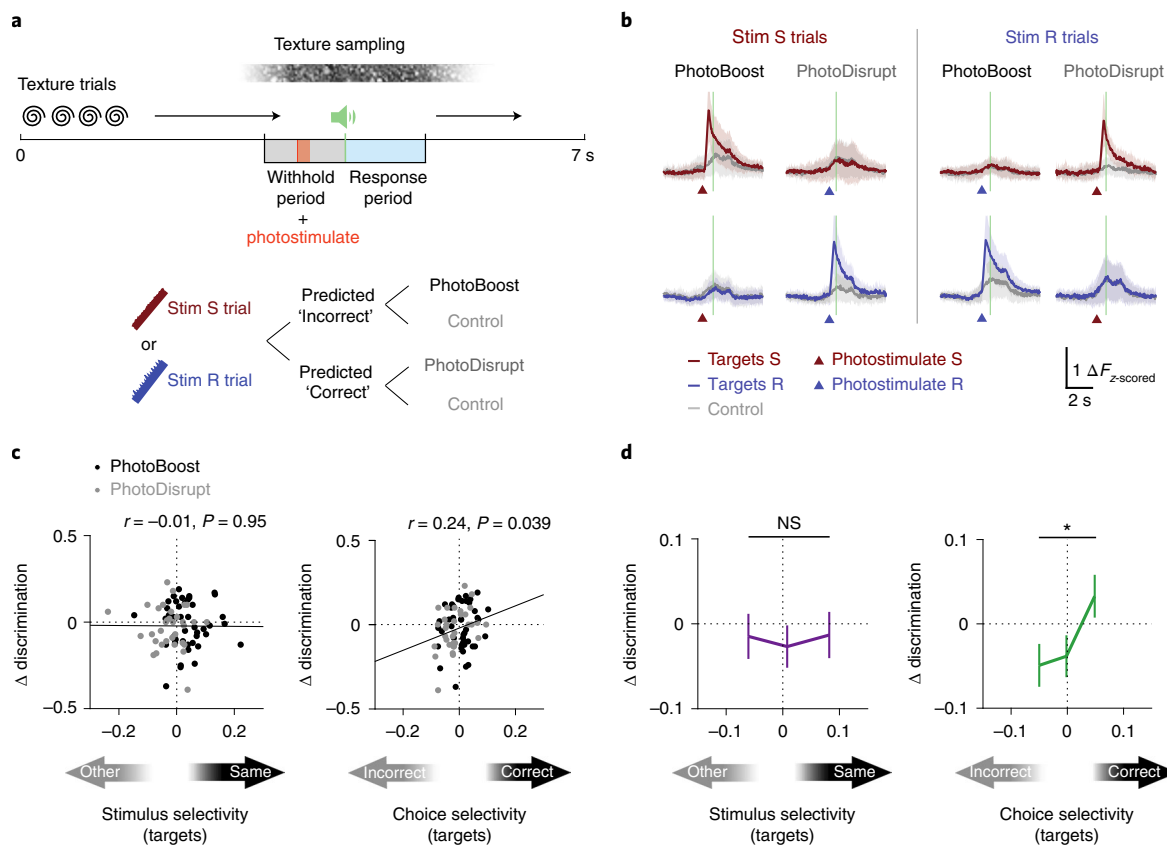 a
Texture sampling
Texture trials
0
7 s
Withhold period
Response period
+
photostimulate
Stim S trial
or
Stim R trial
Predicted 'Incorrect'
Predicted 'Correct'
PhotoBoost
Control
PhotoDisrupt
Control
b
Stim S trials
Stim R trials
PhotoBoost
PhotoDisrupt
PhotoBoost
PhotoDisrupt
Targets S
Photostimulate S
Targets R
Photostimulate R
Control
1 ΔFz-scored
2 s
c
PhotoBoost
PhotoDisrupt
r = –0.01, P = 0.95
0.5
0
–0.5
Δ discrimination
–0.2
0
0.2
Other
Same
Stimulus selectivity
(targets)
r = 0.24, P = 0.039
0.5
0
–0.5
Δ discrimination
–0.2
0
0.2
Incorrect
Correct
Choice selectivity
(targets)
d
NS
0.1
0
–0.1
Δ discrimination
–0.1
0
0.1
Other
Same
Stimulus selectivity
(targets)
*
0.1
0
–0.1
Δ discrimination
–0.1
0
0.1
Incorrect
Correct
Choice selectivity
(targets)